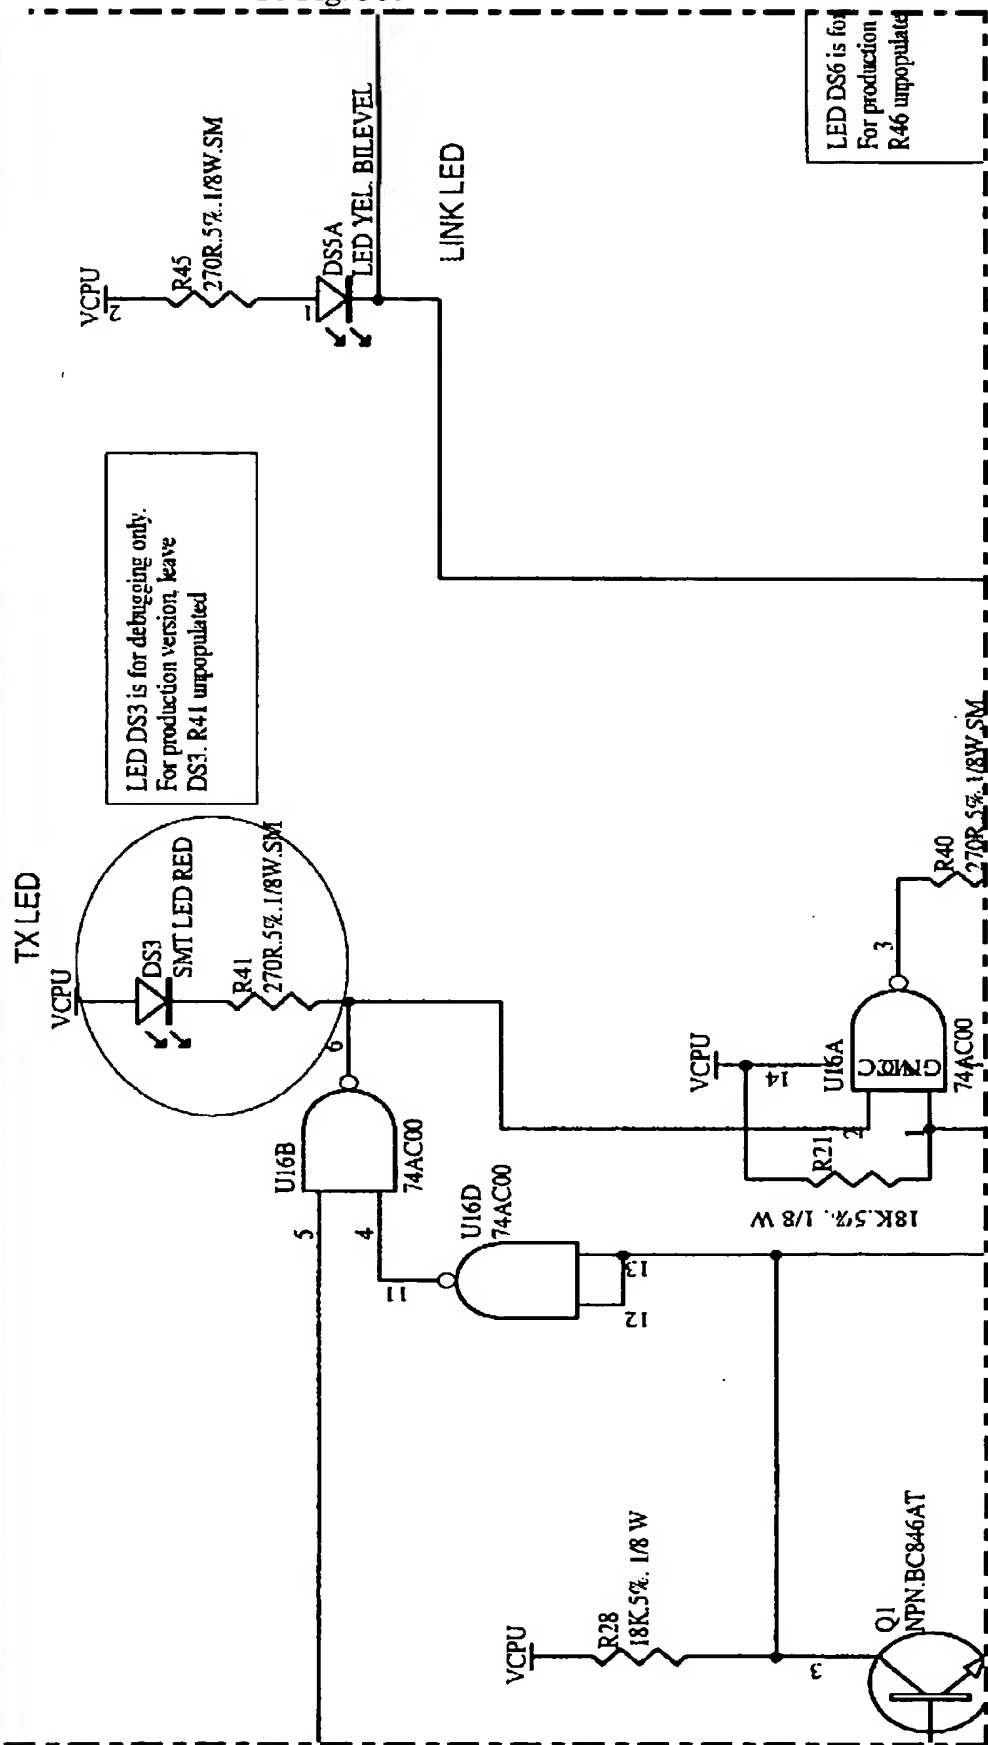 TX LED
VCPU
DS3
SMT LED RED
R41
270R.5%.1/8W.SM
LED DS3 is for debugging only.
For production version, leave
DS3. R41 unpopulated
VCPU
2
R45
270R.5%.1/8W.SM
1
DS5A
LED YEL. BILEVEL
LINK LED
LED DS6 is for
For production
R46 unpopulate
6
U16B
74AC00
5
4
U16D
74AC00
11
13
12
VCPU
14
U16A
74AC00
GND
1
2
1
3
R21
18K.5%. 1/8 W
R40
270R.5%.1/8W.SM
VCPU
R28
18K.5%. 1/8 W
3
Q1
NPN.BC846AT